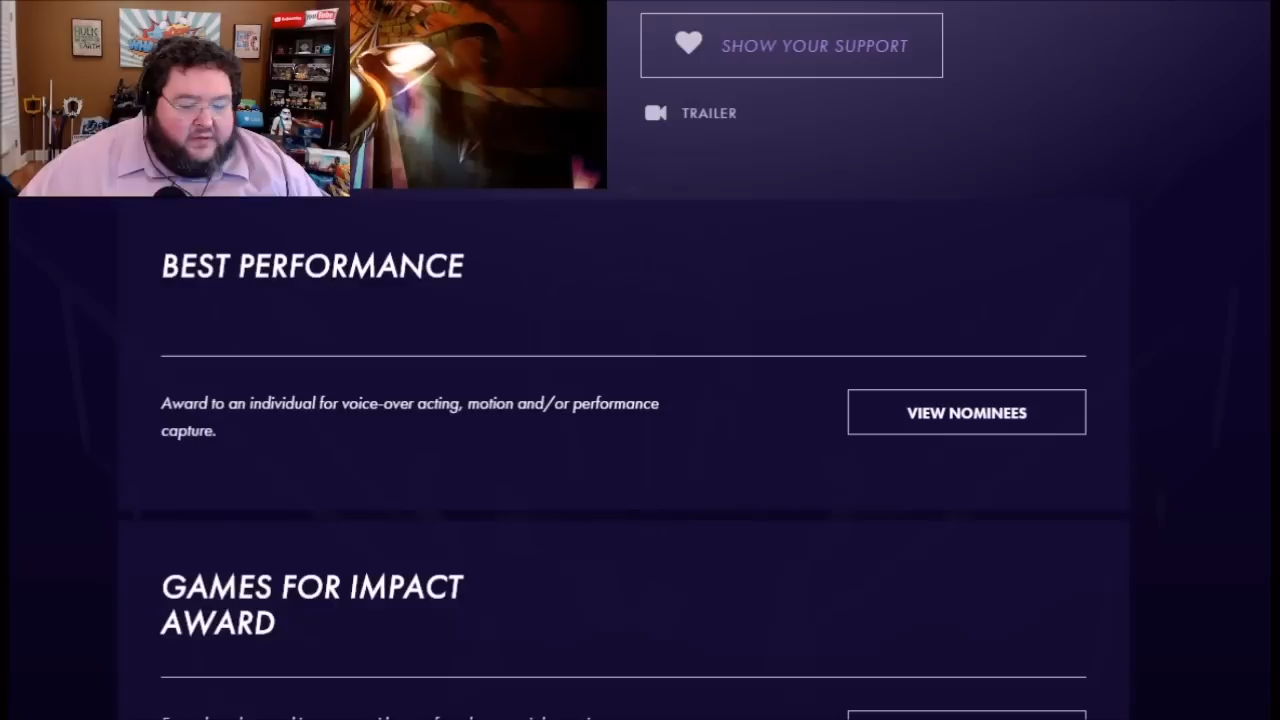 SHOW YOUR SUPPORT
TRAILER
BEST PERFORMANCE
Award to an individual for voice-over acting, motion and/or performance
capture.
VIEW NOMINEES
GAMES FOR IMPACT
AWARD